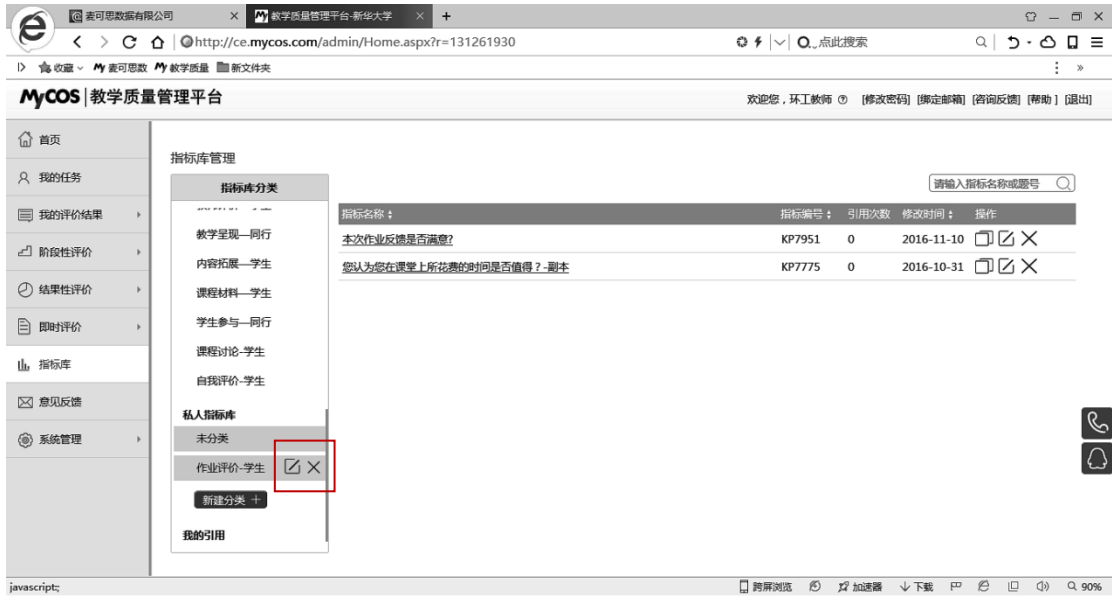 麦可思数据有限公司
教学质量管理平台-新华大学
http://ce.mycos.com/admin/Home.aspx?r=131261930
点此搜索
收藏 麦可思数 教学质量 新文件夹
MyCOS 教学质量管理平台
欢迎您，环工教师 [修改密码] [绑定邮箱] [咨询反馈] [帮助] [退出]
首页
我的任务
我的评价结果
阶段性评价
结果性评价
即时评价
指标库
意见反馈
系统管理
指标库管理
指标库分类
教学呈现—同行
内容拓展—学生
课程材料—学生
学生参与—同行
课程讨论-学生
自我评价-学生
私人指标库
未分类
作业评价-学生
新建分类 +
我的引用
请输入指标名称或题号
指标名称 指标编号 引用次数 修改时间 操作
本次作业反馈是否满意? KP7951 0 2016-11-10
您认为您在课堂上所花费的时间是否值得？-副本 KP7775 0 2016-10-31
javascript:;
跨屏浏览 加速器 下载 90%